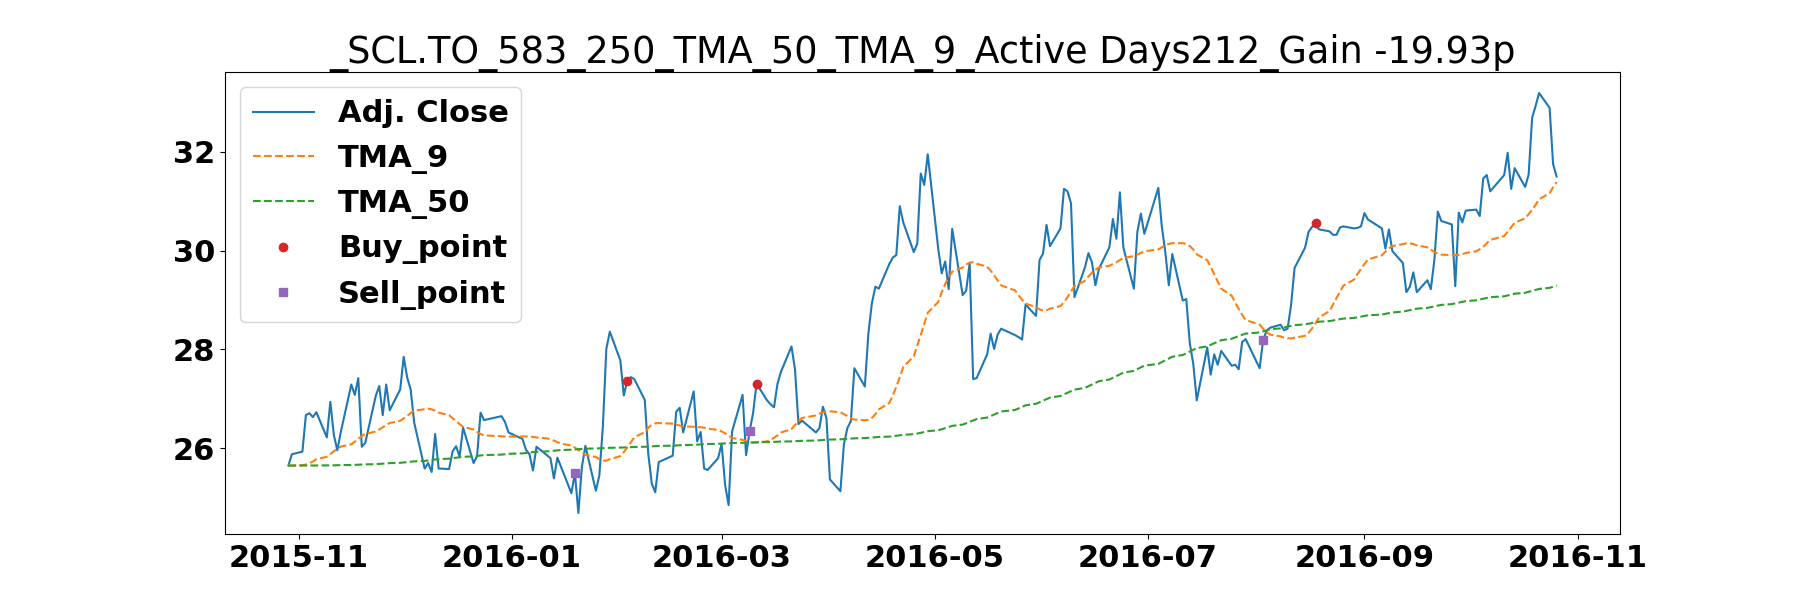 _SCL.TO_583_250_TMA_50_TMA_9_Active Days212_Gain -19.93p
Adj. Close
TMA_9
TMA_50
Buy_point
Sell_point
32
30
28
26
2015-11 2016-01 2016-03 2016-05 2016-07 2016-09 2016-11